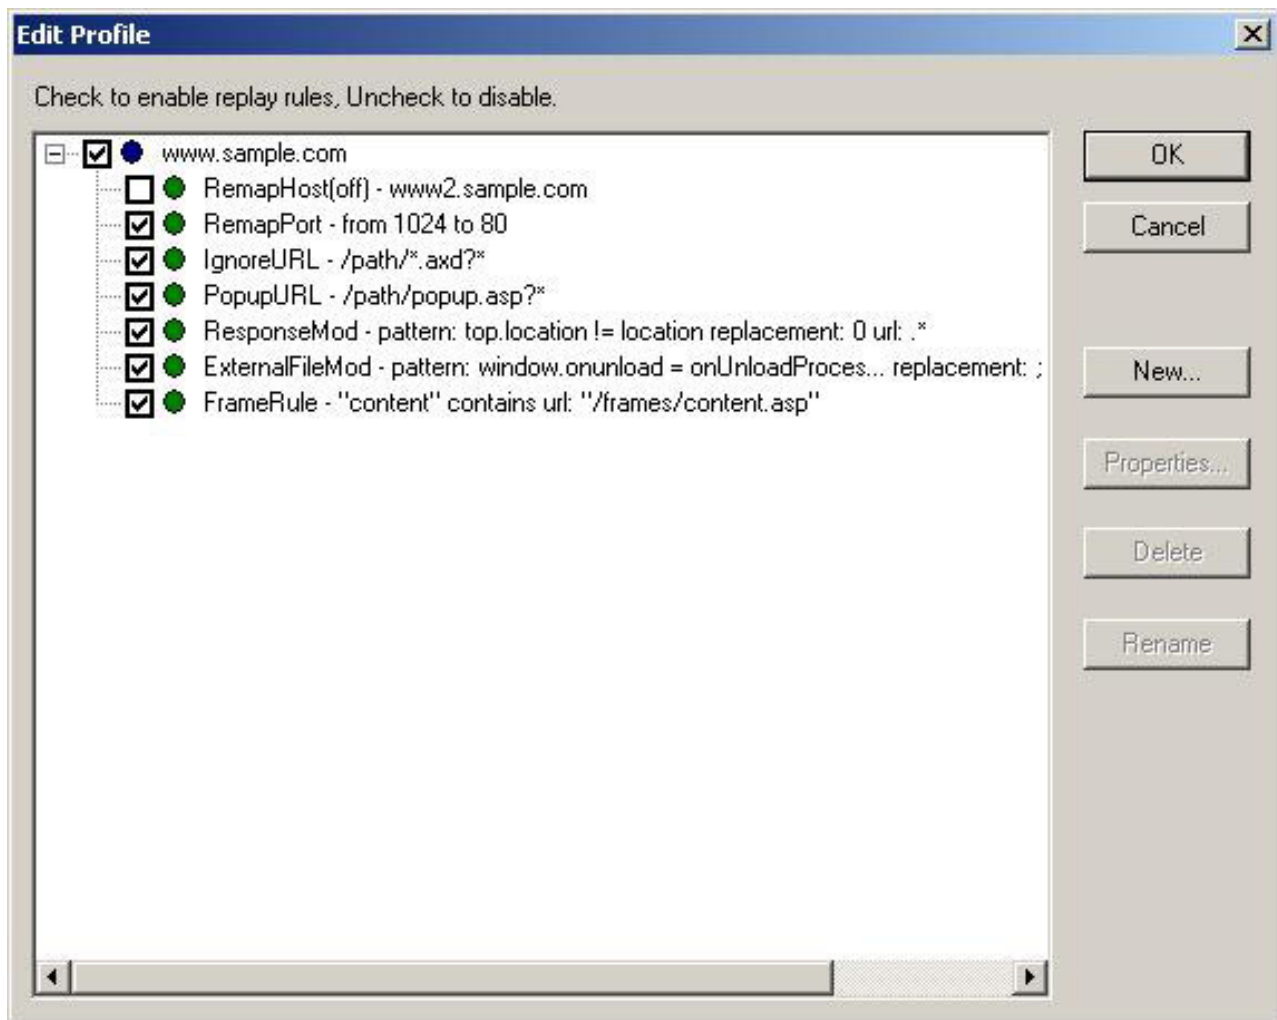 Edit Profile
Check to enable replay rules, Uncheck to disable.
www.sample.com
RemapHost(off) - www2.sample.com
RemapPort - from 1024 to 80
IgnoreURL - /path/*.axd?*
PopupURL - /path/popup.asp?*
ResponseMod - pattern: top.location != location replacement: 0 url: .*
ExternalFileMod - pattern: window.onunload = onUnloadProces... replacement: ;
FrameRule - "content" contains url: "/frames/content.asp"
OK
Cancel
New...
Properties...
Delete
Rename